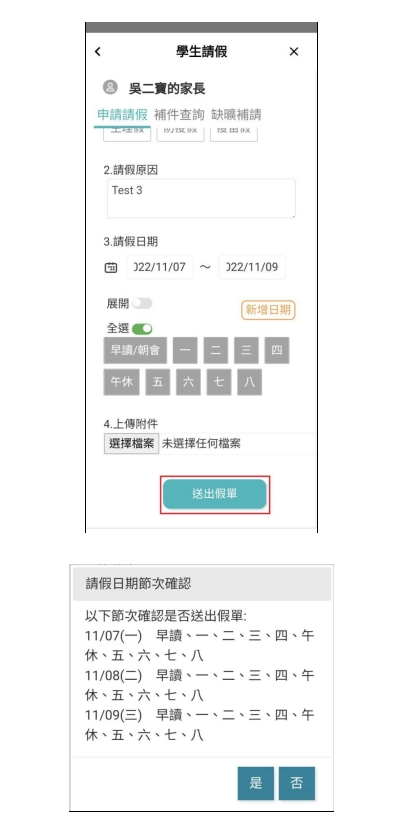 學生請假
吳二寶的家長
申請請假 補件查詢 缺曠補請
2.請假原因
Test 3
3.請假日期
022/11/07 ～ 022/11/09
展開
新增日期
全選
早讀/朝會 一 二 三 四
午休 五 六 七 八
4.上傳附件
選擇檔案 未選擇任何檔案
送出假單
請假日期節次確認
以下節次確認是否送出假單:
11/07(一) 早讀、一、二、三、四、午
休、五、六、七、八
11/08(二) 早讀、一、二、三、四、午
休、五、六、七、八
11/09(三) 早讀、一、二、三、四、午
休、五、六、七、八
是 否